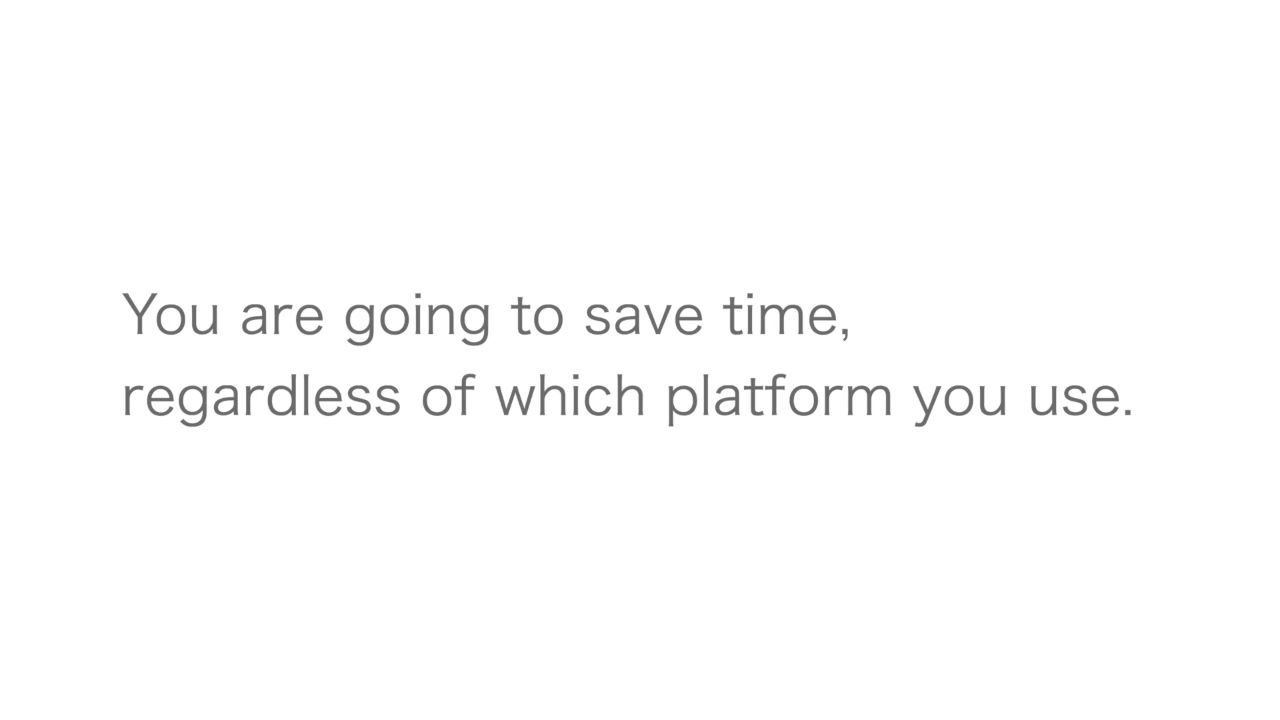 You are going to save time,
regardless of which platform you use.